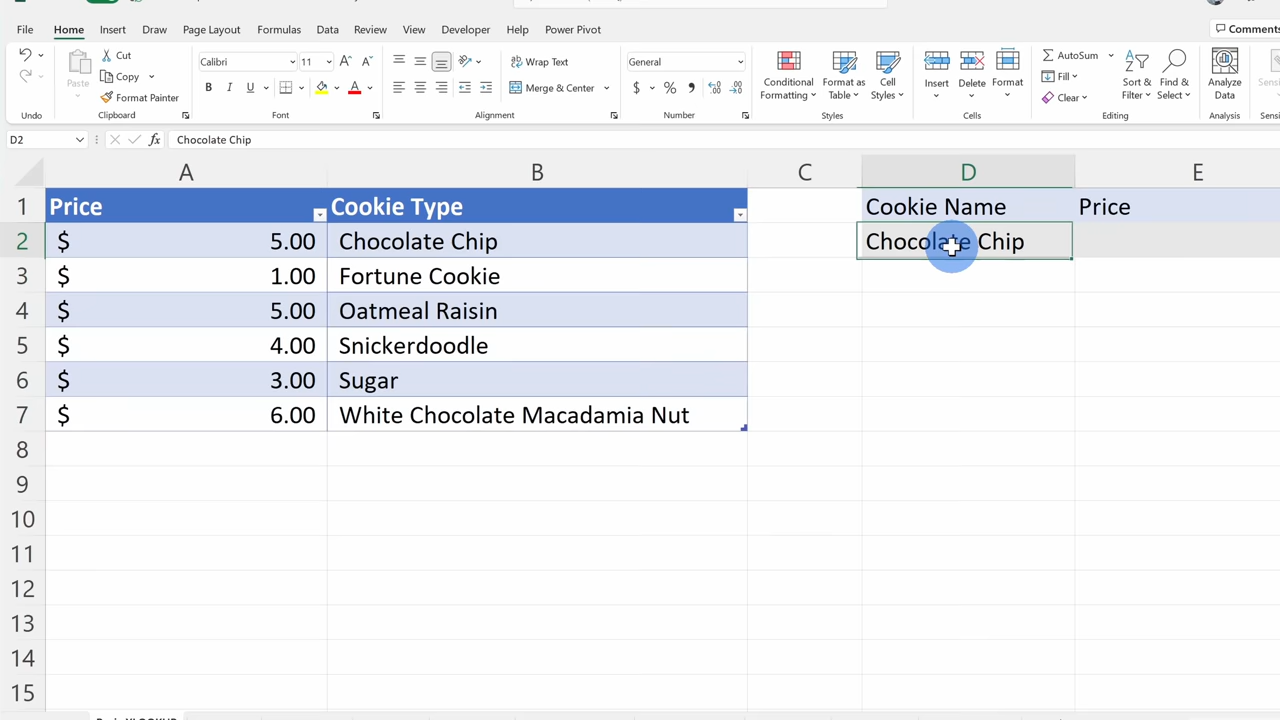 File Home Insert Draw Page Layout Formulas Data Review View Developer Help Power Pivot Comments
Cut
Copy
Format Painter
Paste
Undo
Clipboard
Calibri 11
Font
Wrap Text
Merge & Center
Alignment
General
Number
Conditional Formatting
Format as Table
Cell Styles
Styles
Insert
Delete
Format
Cells
AutoSum
Fill
Clear
Sort & Filter
Find & Select
Editing
Analyze Data
Analysis
D2 fx Chocolate Chip
A B C D E
1 Price Cookie Type Cookie Name Price
2 $ 5.00 Chocolate Chip Chocolate Chip
3 $ 1.00 Fortune Cookie
4 $ 5.00 Oatmeal Raisin
5 $ 4.00 Snickerdoodle
6 $ 3.00 Sugar
7 $ 6.00 White Chocolate Macadamia Nut
8
9
10
11
12
13
14
15